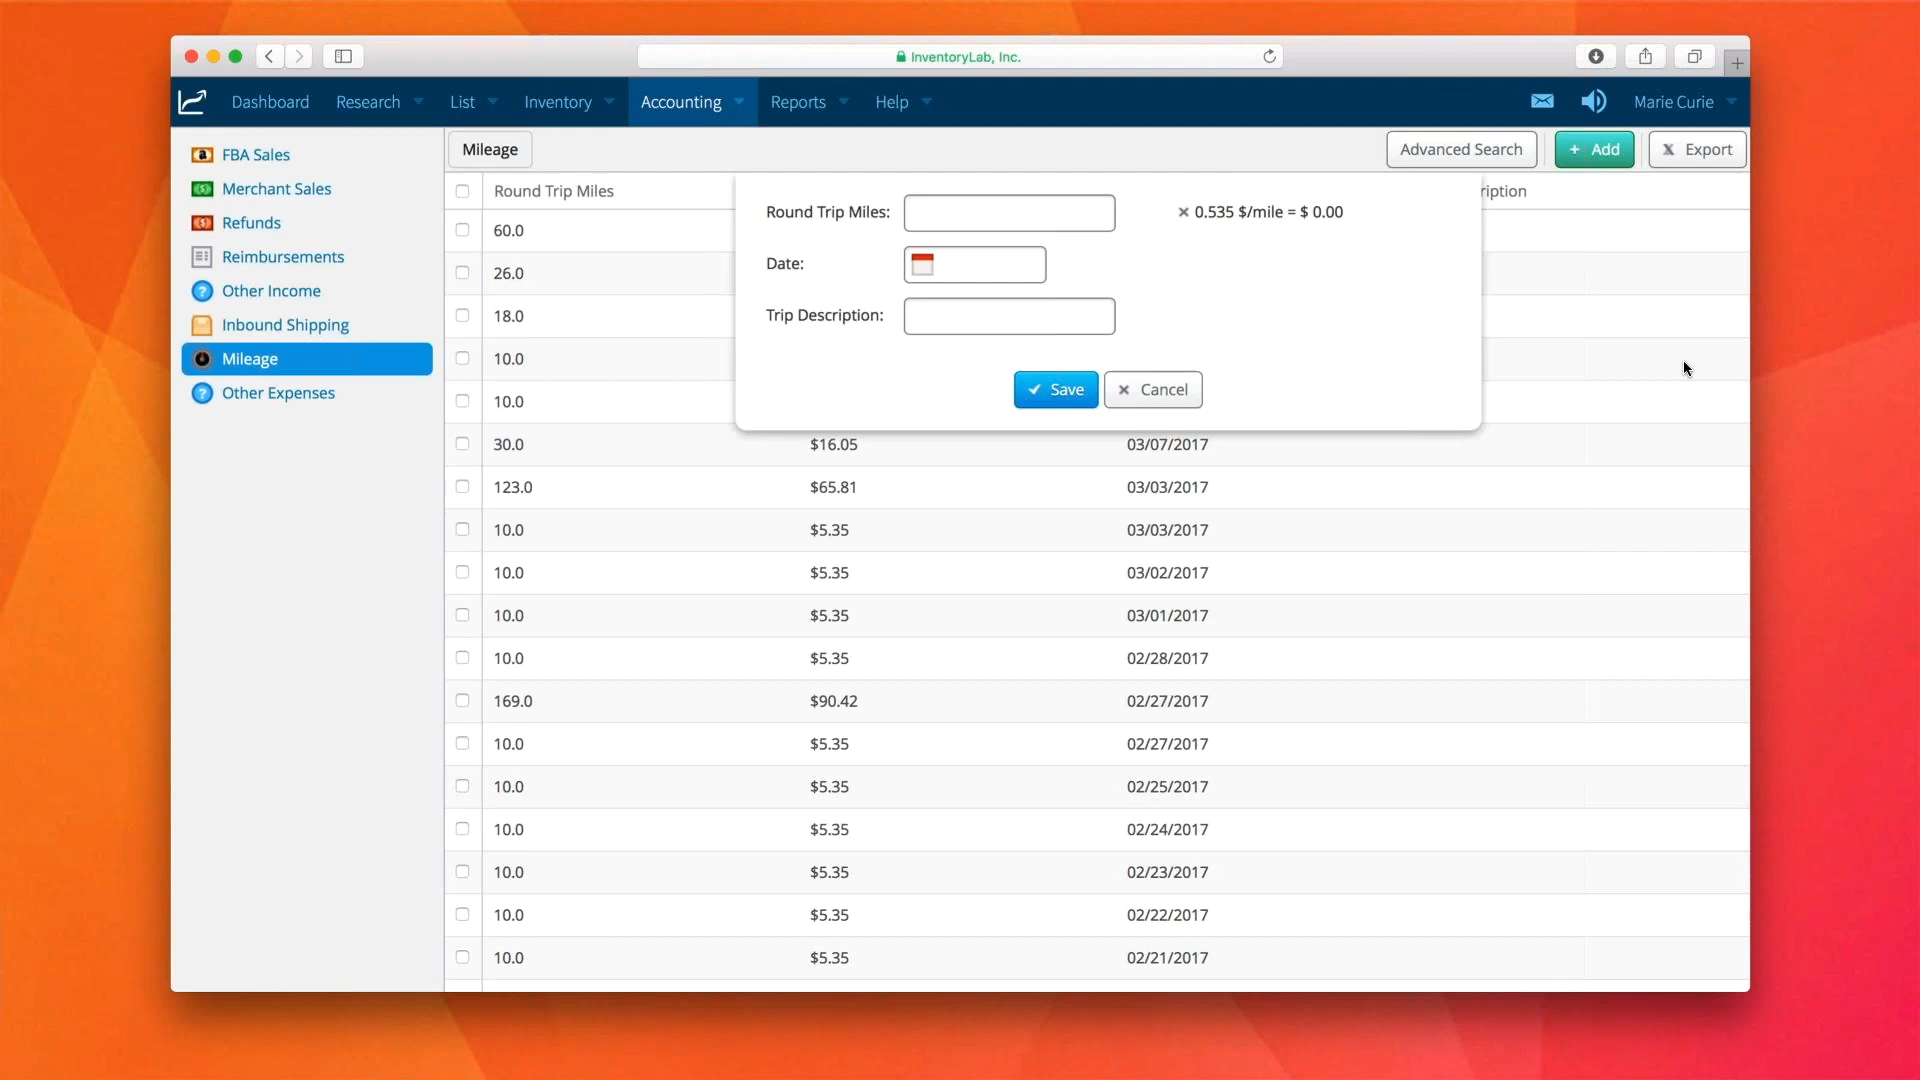 InventoryLab, Inc.
Dashboard Research List Inventory Accounting Reports Help Marie Curie
FBA Sales
Merchant Sales
Refunds
Reimbursements
Other Income
Inbound Shipping
Mileage
Other Expenses
Mileage Advanced Search + Add Export
Round Trip Miles ription
Round Trip Miles: × 0.535 $/mile = $ 0.00
Date:
Trip Description:
Save Cancel
60.0
26.0
18.0
10.0
10.0
30.0 $16.05 03/07/2017
123.0 $65.81 03/03/2017
10.0 $5.35 03/03/2017
10.0 $5.35 03/02/2017
10.0 $5.35 03/01/2017
10.0 $5.35 02/28/2017
169.0 $90.42 02/27/2017
10.0 $5.35 02/27/2017
10.0 $5.35 02/25/2017
10.0 $5.35 02/24/2017
10.0 $5.35 02/23/2017
10.0 $5.35 02/22/2017
10.0 $5.35 02/21/2017